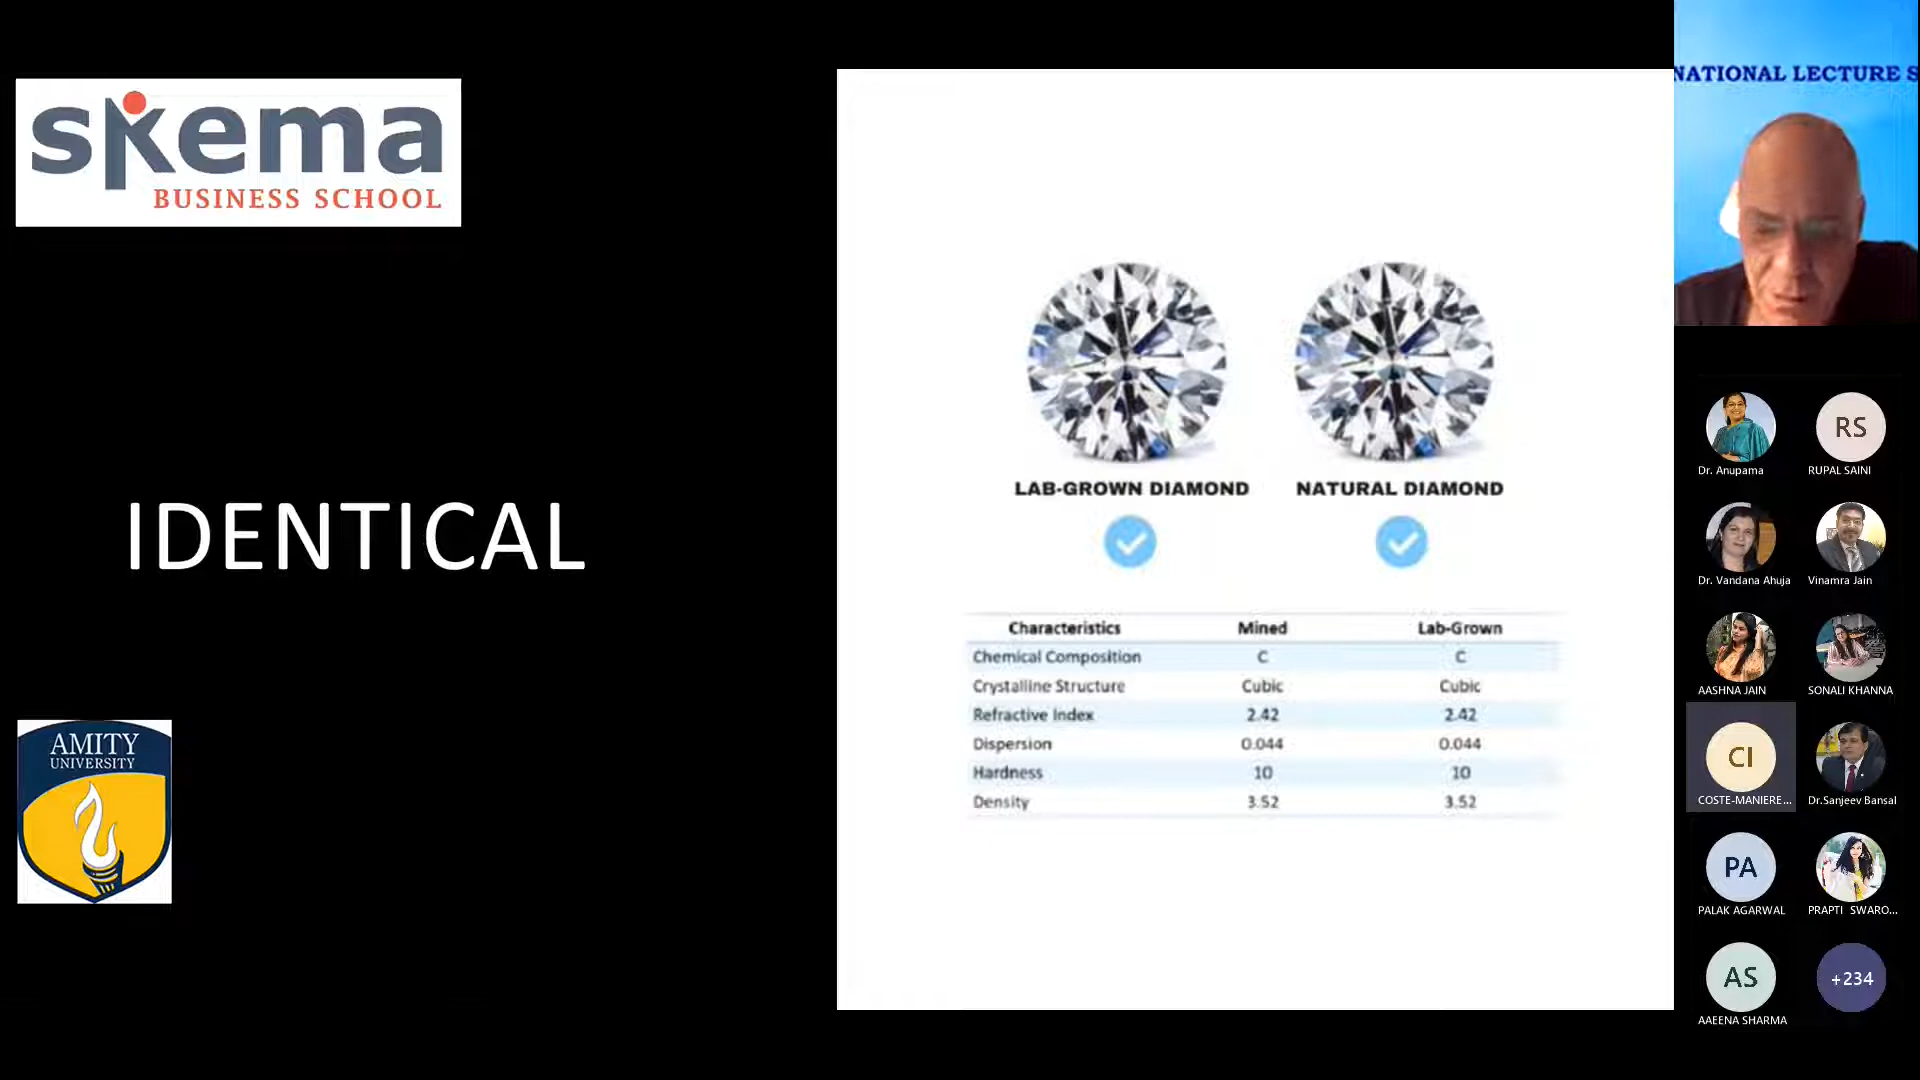 skema
BUSINESS SCHOOL
IDENTICAL
AMITY
UNIVERSITY
LAB-GROWN DIAMOND NATURAL DIAMOND
Characteristics Mined Lab-Grown
Chemical Composition C C
Crystalline Structure Cubic Cubic
Refractive Index 2.42 2.42
Dispersion 0.044 0.044
Hardness 10 10
Density 3.52 3.52
NATIONAL LECTURE S
RS
Dr. Anupama RUPAL SAINI
Dr. Vandana Ahuja Vinamra Jain
AASHNA JAIN SONALI KHANNA
CI
COSTE-MANIERE... Dr.Sanjeev Bansal
PA
PALAK AGARWAL PRAPTI SWARO...
AS +234
AAEENA SHARMA